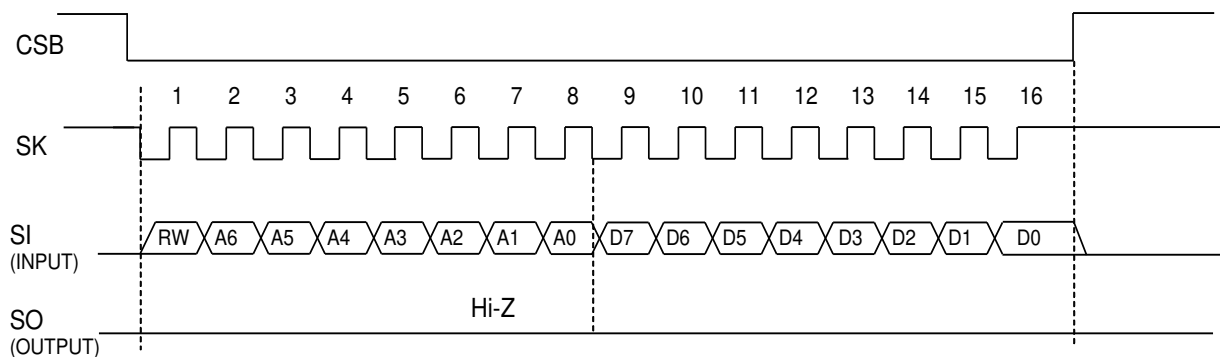 CSB
1 2 3 4 5 6 7 8 9 10 11 12 13 14 15 16
SK
SI RW A6 A5 A4 A3 A2 A1 A0 D7 D6 D5 D4 D3 D2 D1 D0
(INPUT)
Hi-Z
SO
(OUTPUT)